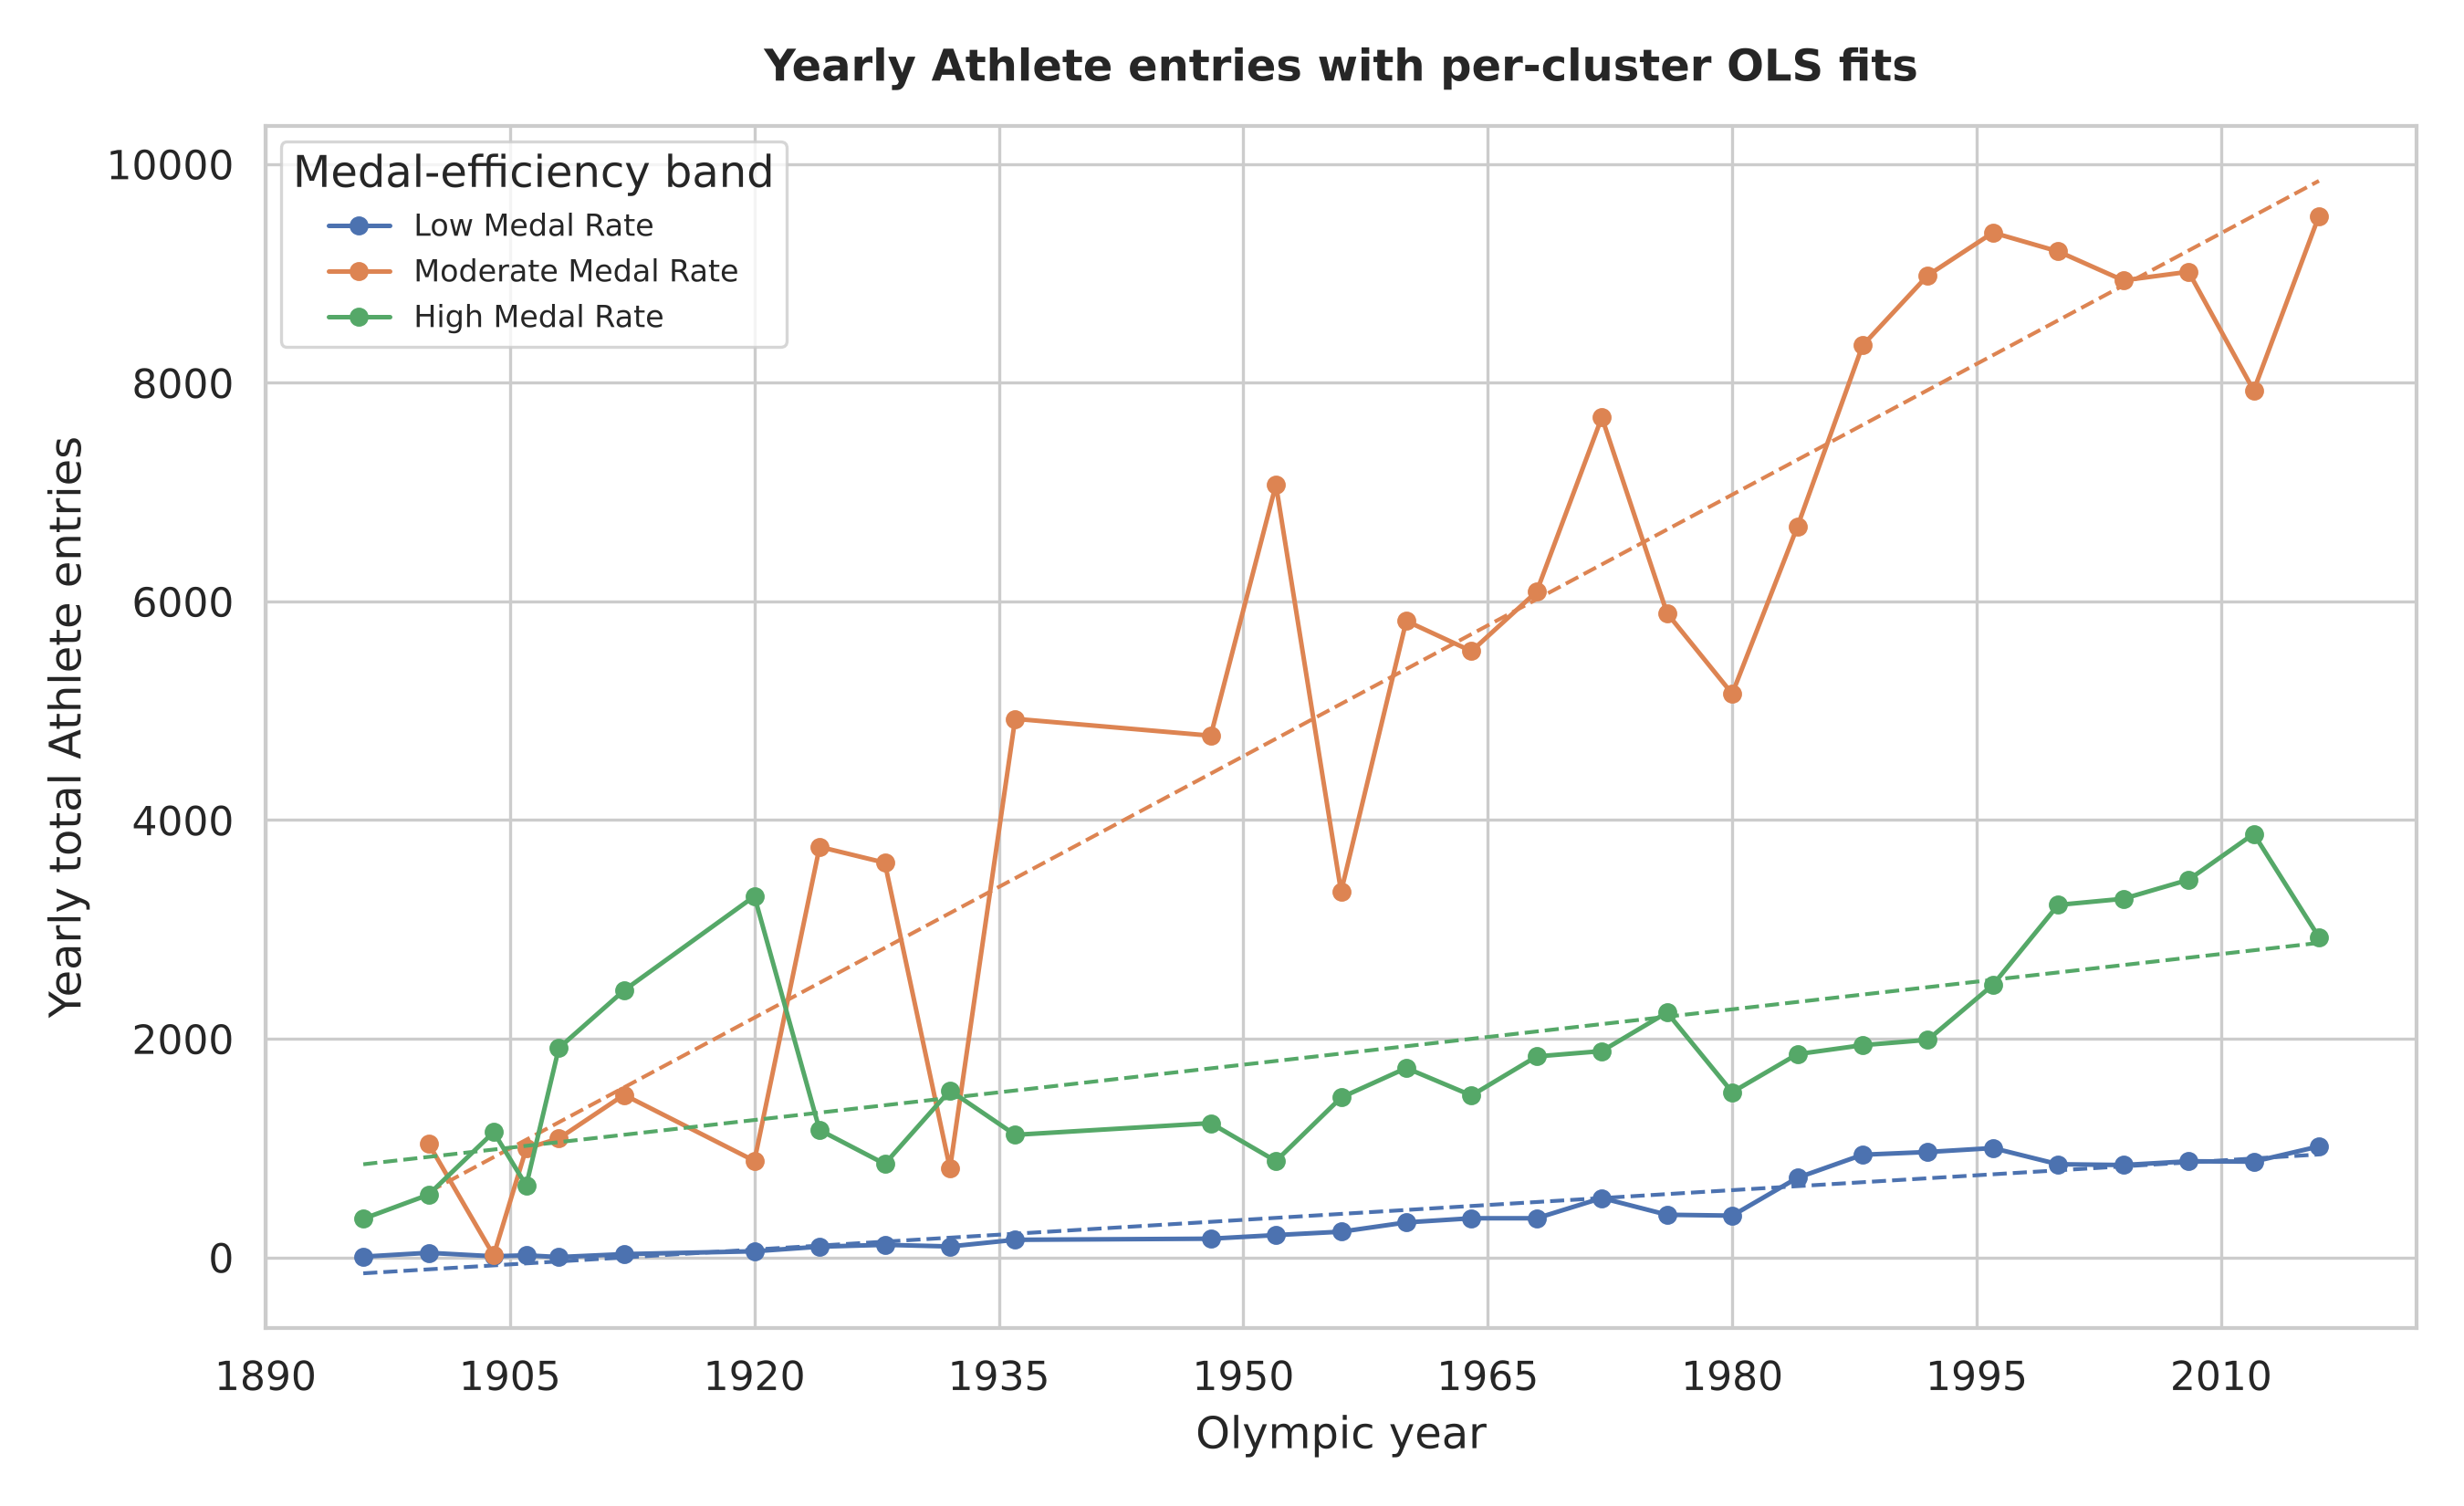 Yearly Athlete entries with per-cluster OLS fits
Medal-efficiency band
Low Medal Rate
Moderate Medal Rate
High Medal Rate
Yearly total Athlete entries
10000
8000
6000
4000
2000
0
1890 1905 1920 1935 1950 1965 1980 1995 2010
Olympic year